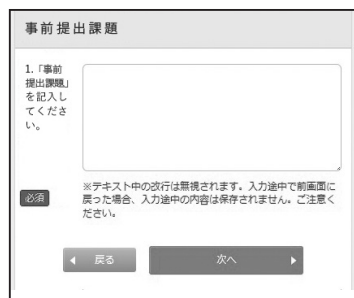 事前提出課題
1.「事前
提出課題」
を記入し
てくださ
い。
必須
※テキスト中の改行は無視されます。入力途中で前画面に
戻った場合、入力途中の内容は保存されません。ご注意く
ださい。
戻る
次へ